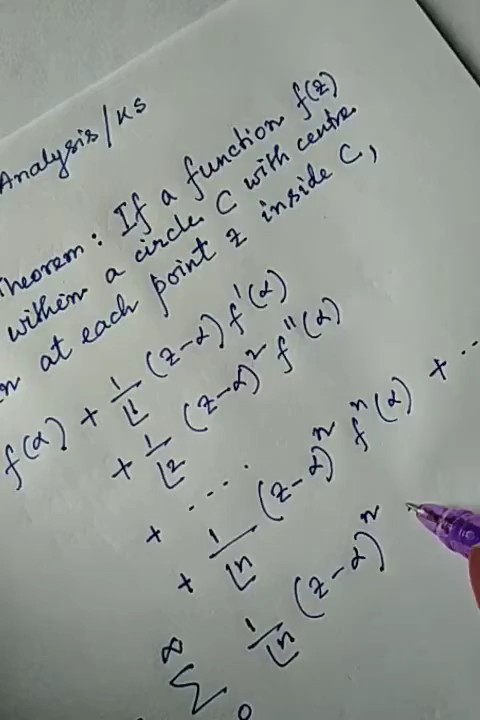 Analysis/KS
Theorem: If a function f(z)
within a circle C with centre
at each point z inside C,
f(α) + 1/⌊1 (z-α) f'(α)
+ 1/⌊2 (z-α)² f''(α)
+ ....
+ 1/⌊n (z-α)ⁿ fⁿ(α) + ..
∞ Σ 0 1/⌊n (z-α)ⁿ